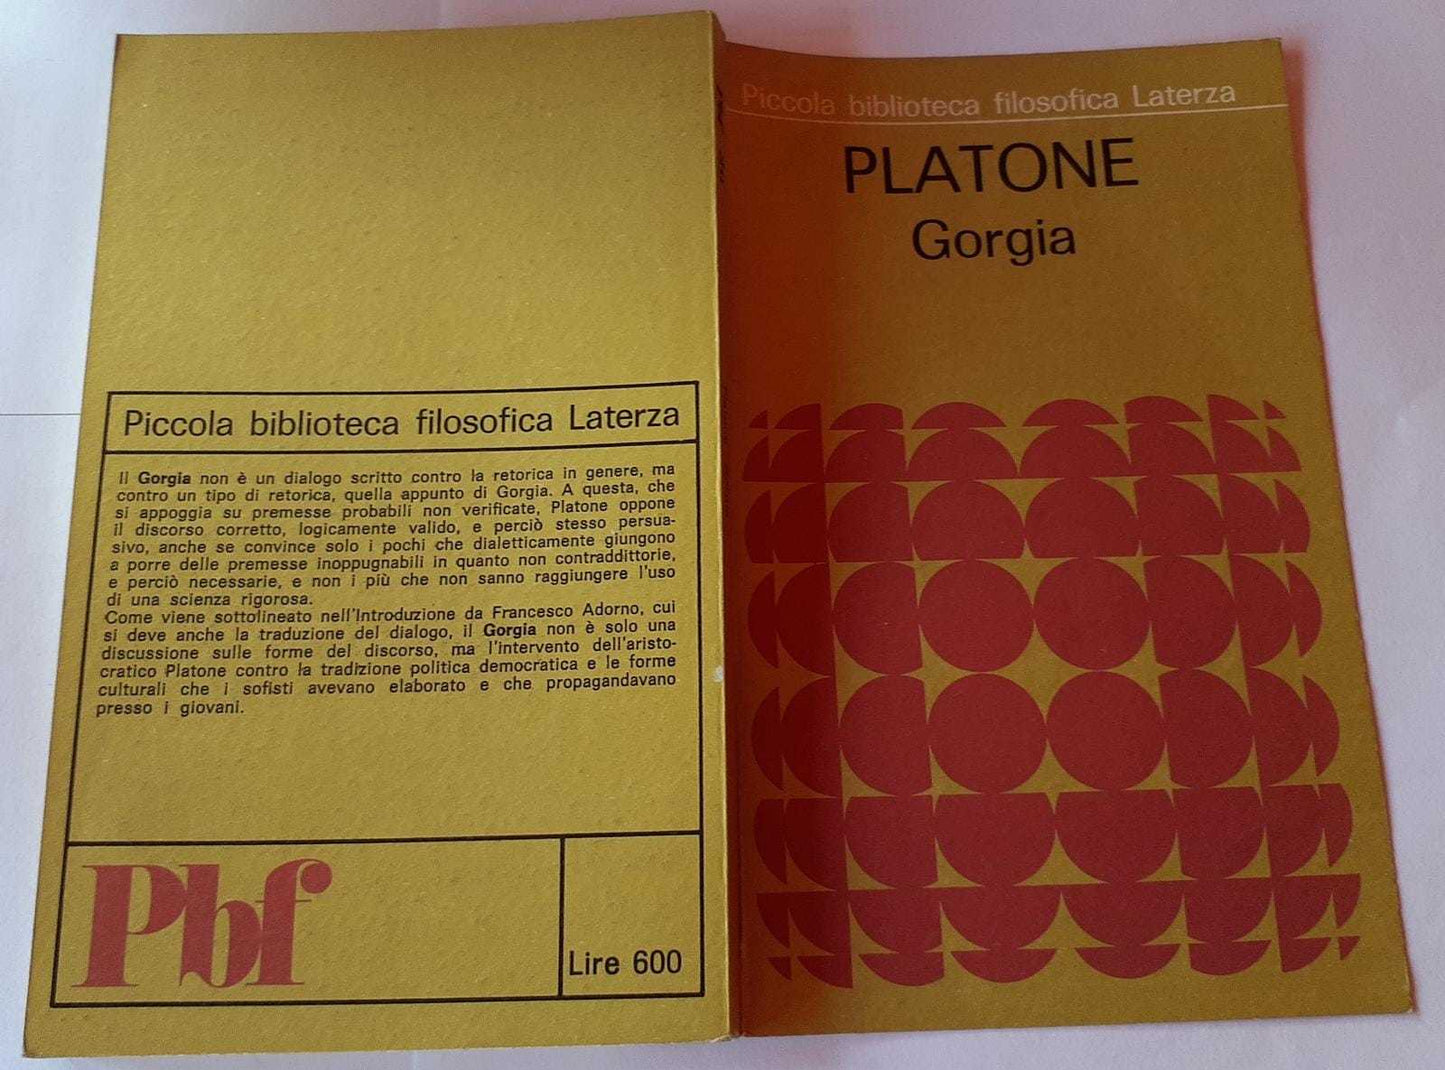 Piccola biblioteca filosofica Laterza
Il Gorgia non è un dialogo scritto contro la retorica in genere, ma
contro un tipo di retorica, quella appunto di Gorgia. A questa, che
si appoggia su premesse probabili non verificate, Platone oppone
il discorso corretto, logicamente valido, e perciò stesso persua-
sivo, anche se convince solo i pochi che dialetticamente giungono
a porre delle premesse inoppugnabili in quanto non contraddittorie,
e perciò necessarie, e non i più che non sanno raggiungere l'uso
di una scienza rigorosa.
Come viene sottolineato nell'Introduzione da Francesco Adorno, cui
si deve anche la traduzione del dialogo, il Gorgia non è solo una
discussione sulle forme del discorso, ma l'intervento dell'aristo-
cratico Platone contro la tradizione politica democratica e le forme
culturali che i sofisti avevano elaborato e che propagandavano
presso i giovani.
Pbf
Lire 600
Piccola biblioteca filosofica Laterza
PLATONE
Gorgia